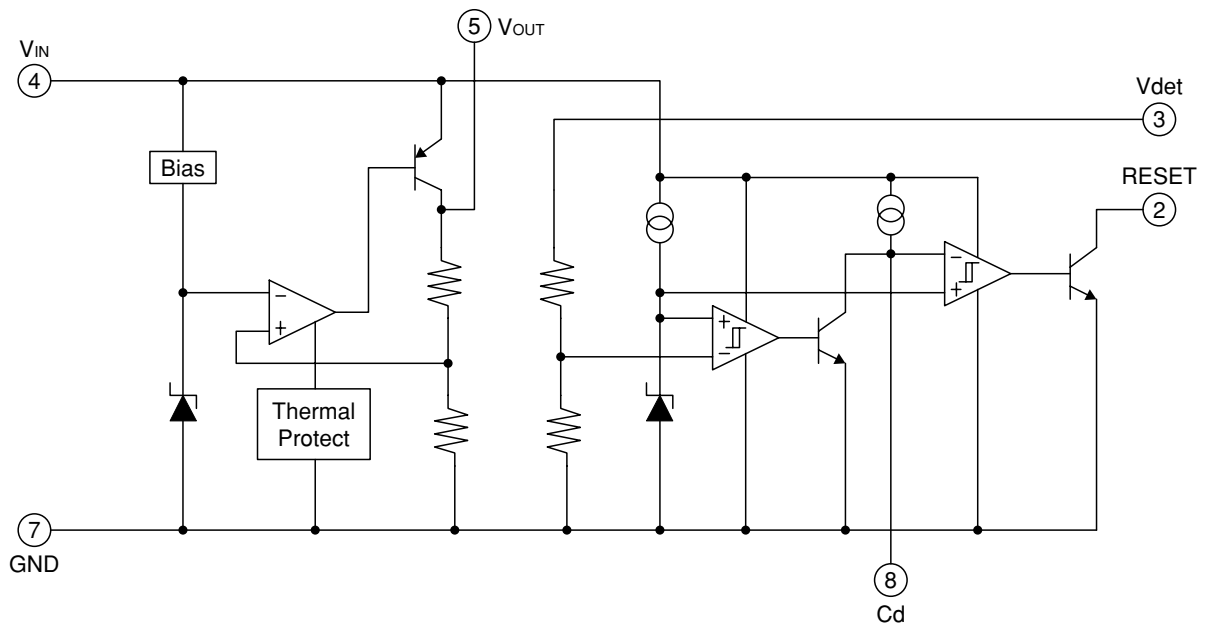 5 VOUT
VIN
4
Vdet
3
Bias
RESET
2
−
+
−
+
+
−
Thermal
Protect
7
GND
8
Cd